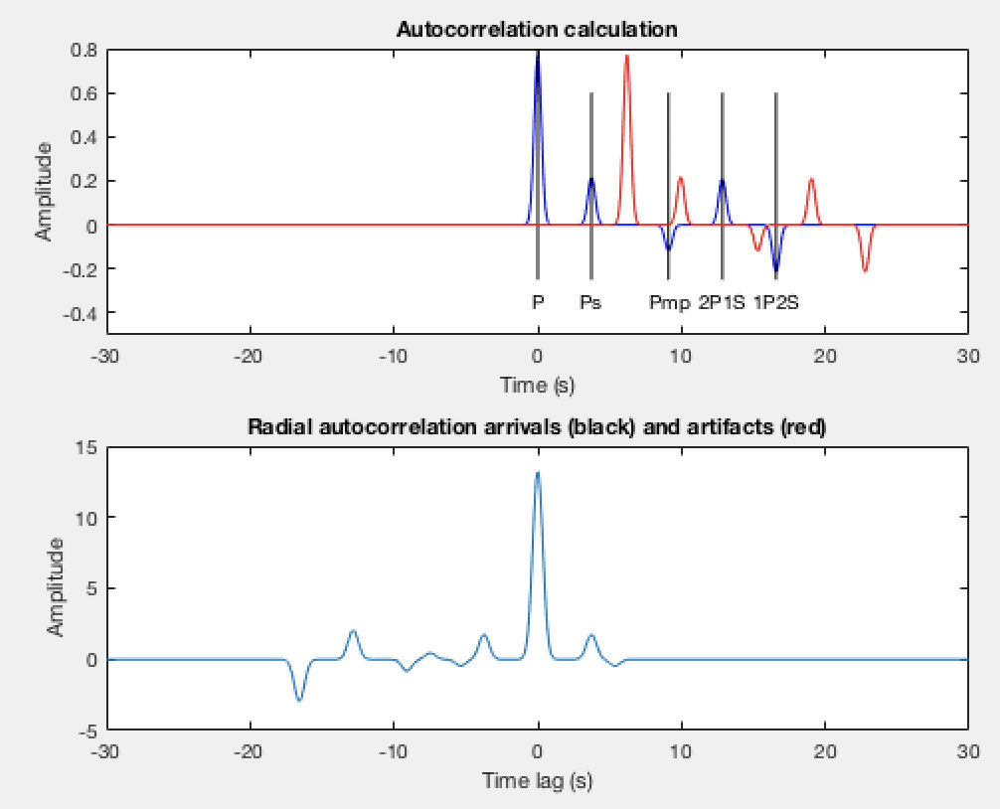 Autocorrelation calculation
0.8
0.6
0.4
0.2
0
-0.2
-0.4
Amplitude
P Ps Pmp 2P1S 1P2S
-30 -20 -10 0 10 20 30
Time (s)
Radial autocorrelation arrivals (black) and artifacts (red)
15
10
5
0
-5
Amplitude
-30 -20 -10 0 10 20 30
Time lag (s)